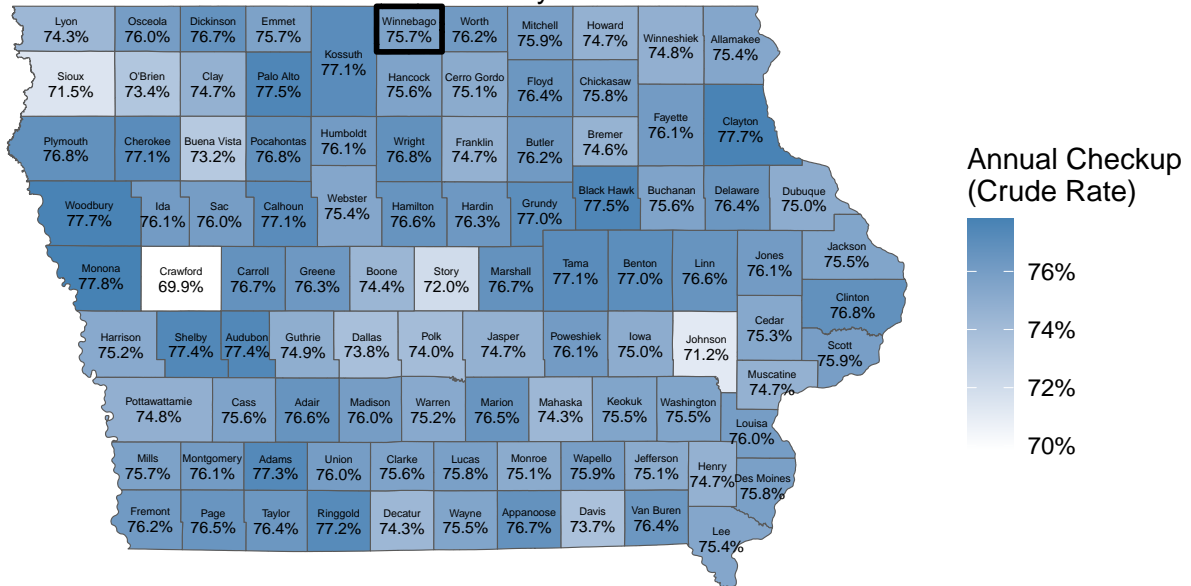 Lyon
74.3%
Osceola
76.0%
Dickinson
76.7%
Emmet
75.7%
Kossuth
77.1%
Winnebago
75.7%
Worth
76.2%
Mitchell
75.9%
Howard
74.7%
Winneshiek
74.8%
Allamakee
75.4%
Sioux
71.5%
O'Brien
73.4%
Clay
74.7%
Palo Alto
77.5%
Hancock
75.6%
Cerro Gordo
75.1%
Floyd
76.4%
Chickasaw
75.8%
Plymouth
76.8%
Cherokee
77.1%
Buena Vista
73.2%
Pocahontas
76.8%
Humboldt
76.1%
Wright
76.8%
Franklin
74.7%
Butler
76.2%
Bremer
74.6%
Fayette
76.1%
Clayton
77.7%
Woodbury
77.7%
Ida
76.1%
Sac
76.0%
Calhoun
77.1%
Webster
75.4%
Hamilton
76.6%
Hardin
76.3%
Grundy
77.0%
Black Hawk
77.5%
Buchanan
75.6%
Delaware
76.4%
Dubuque
75.0%
Monona
77.8%
Crawford
69.9%
Carroll
76.7%
Greene
76.3%
Boone
74.4%
Story
72.0%
Marshall
76.7%
Tama
77.1%
Benton
77.0%
Linn
76.6%
Jones
76.1%
Jackson
75.5%
Clinton
76.8%
Harrison
75.2%
Shelby
77.4%
Audubon
77.4%
Guthrie
74.9%
Dallas
73.8%
Polk
74.0%
Jasper
74.7%
Poweshiek
76.1%
Iowa
75.0%
Johnson
71.2%
Cedar
75.3%
Scott
75.9%
Muscatine
74.7%
Pottawattamie
74.8%
Cass
75.6%
Adair
76.6%
Madison
76.0%
Warren
75.2%
Marion
76.5%
Mahaska
74.3%
Keokuk
75.5%
Washington
75.5%
Louisa
76.0%
Mills
75.7%
Montgomery
76.1%
Adams
77.3%
Union
76.0%
Clarke
75.6%
Lucas
75.8%
Monroe
75.1%
Wapello
75.9%
Jefferson
75.1%
Henry
74.7%
Des Moines
75.8%
Fremont
76.2%
Page
76.5%
Taylor
76.4%
Ringgold
77.2%
Decatur
74.3%
Wayne
75.5%
Appanoose
76.7%
Davis
73.7%
Van Buren
76.4%
Lee
75.4%
Annual Checkup
(Crude Rate)
76%
74%
72%
70%